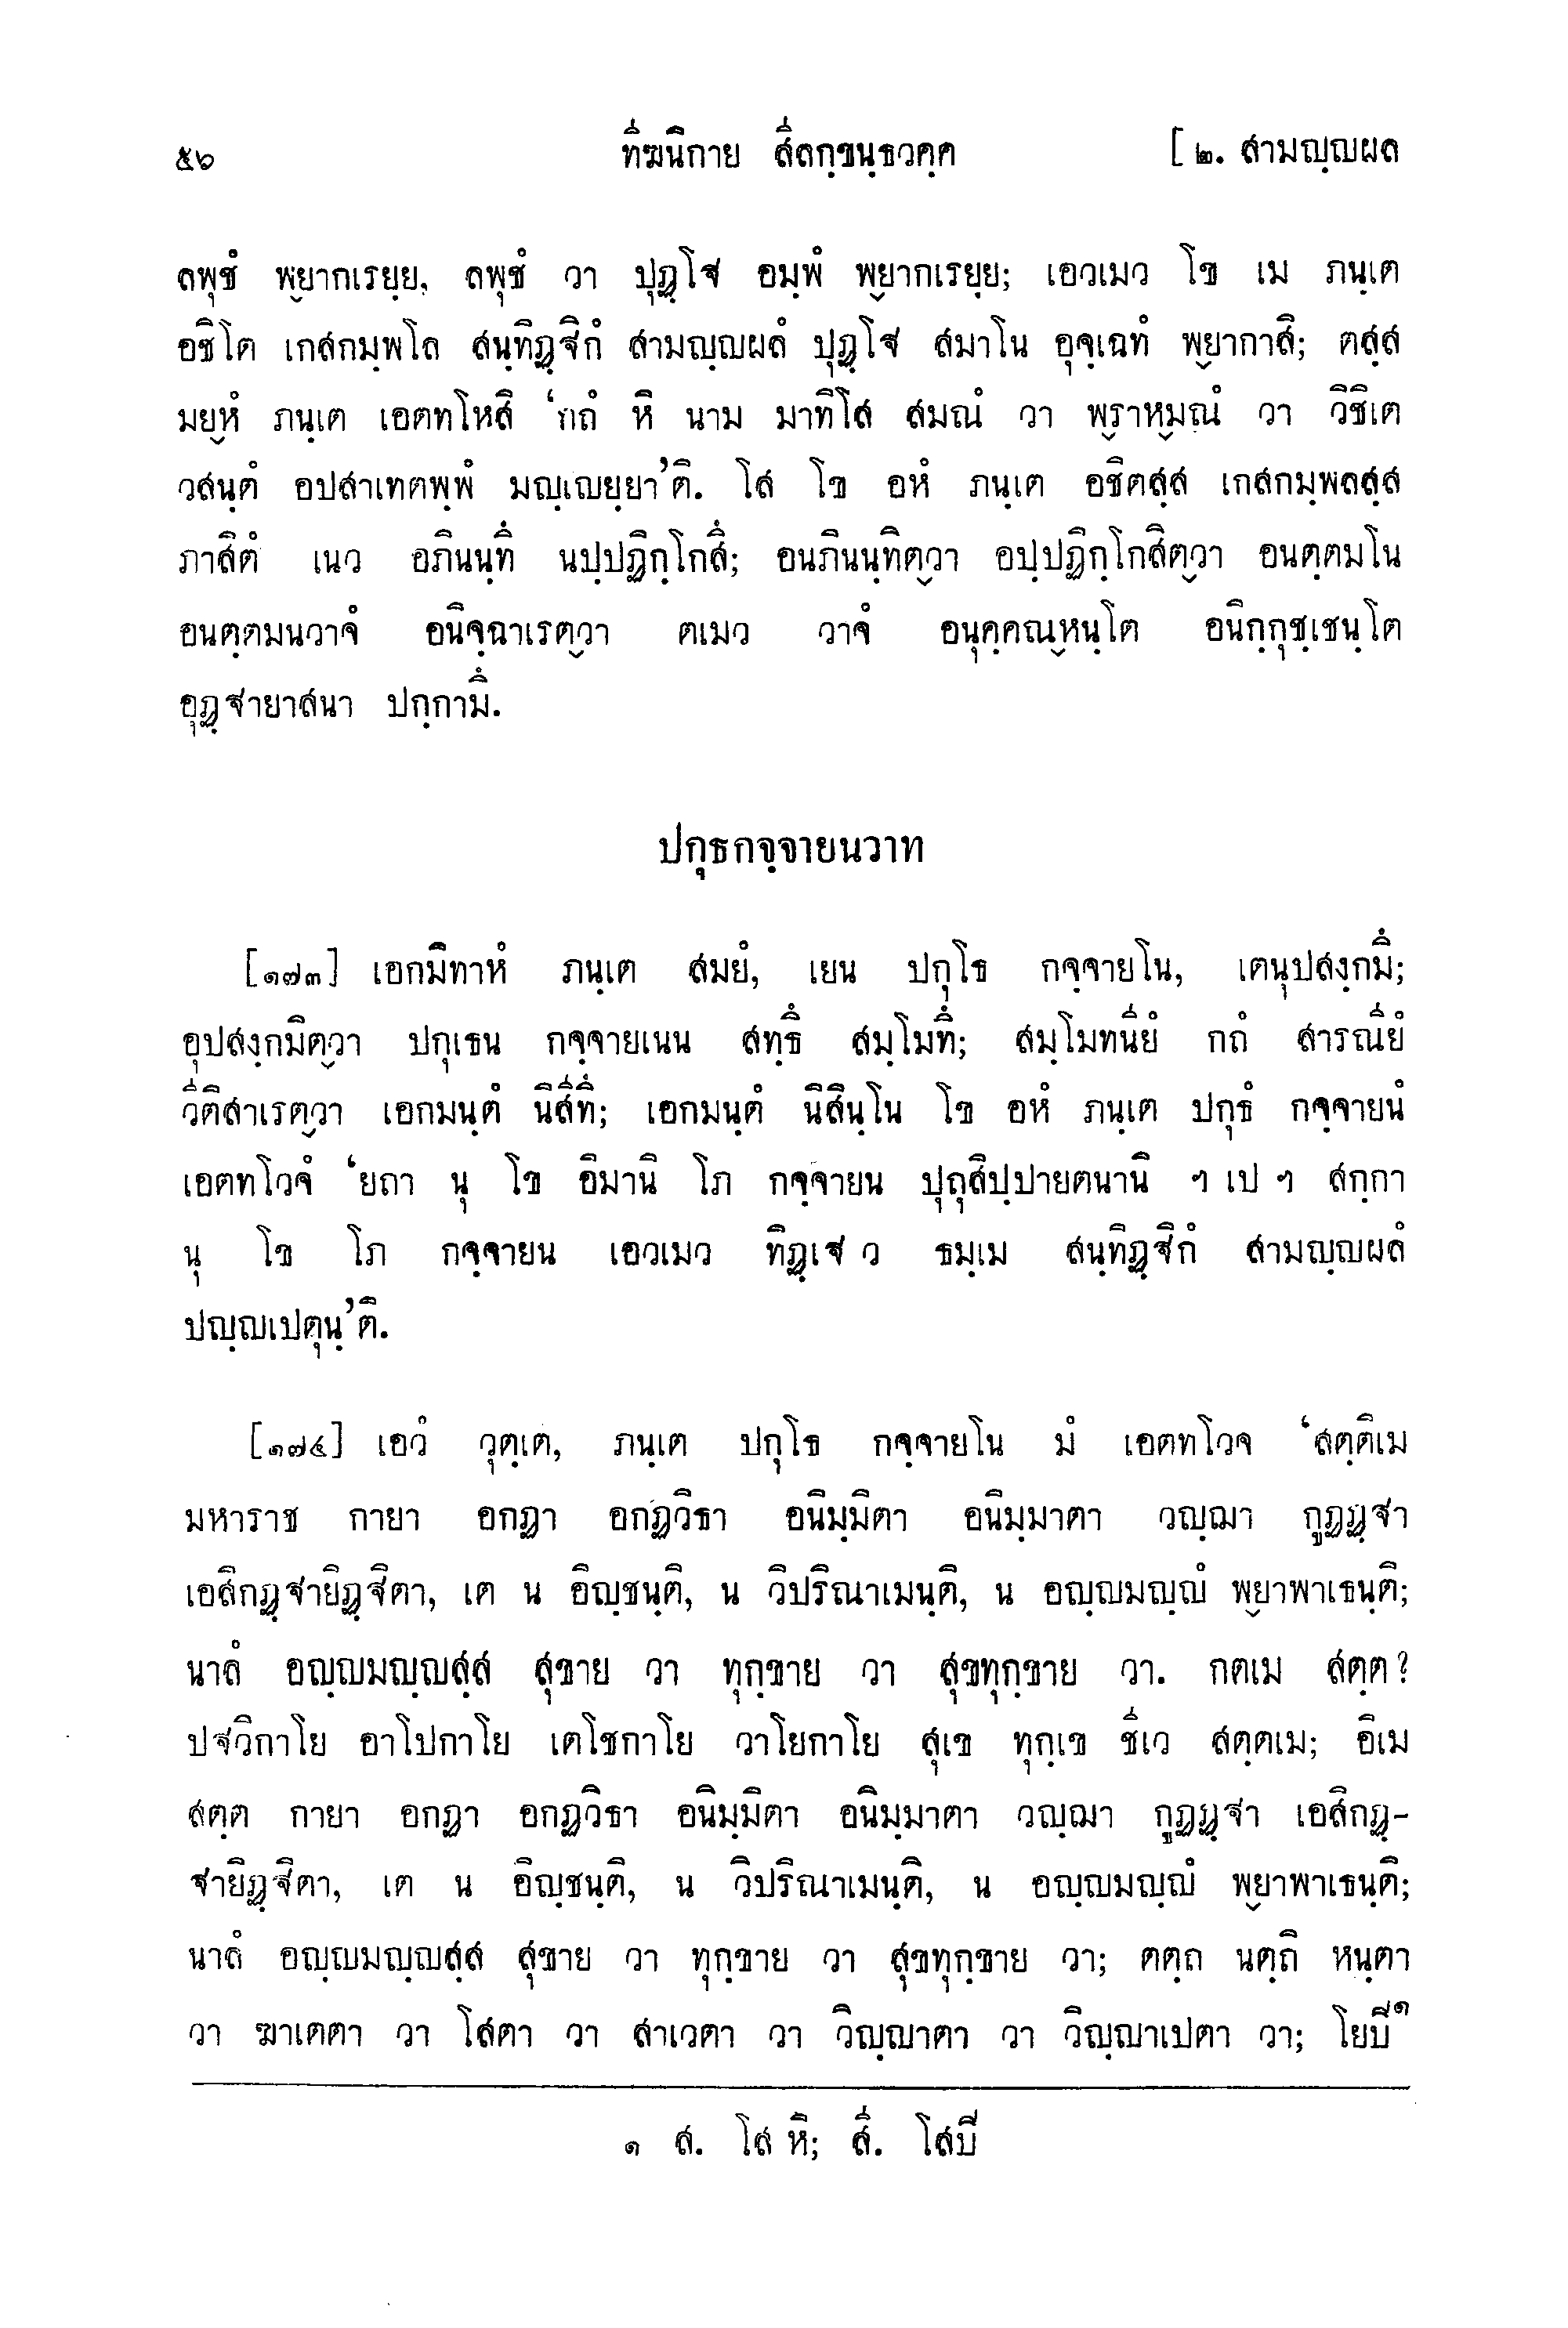 ๕๖ ทีฆนิกาย สีลกฺขนฺธวคฺค [ ๒. สามญฺญผล
ลพุชํ พ๎ยากเรยฺย, ลพุชํ วา ปุฏฺโฐ อมฺพํ พ๎ยากเรยฺย; เอวเมว โข เม ภนฺเต
อชิโต เกสกมฺพโล สนฺทิฏฺฐิกํ สามญฺญผลํ ปุฏฺโฐ สมาโน อุจฺเฉทํ พ๎ยากาสิ; ตสฺส
มย๎หํ ภนฺเต เอตทโหสิ ‘กถํ หิ นาม มาทิโส สมณํ วา พ๎ราห๎มณํ วา วิชิเต
วสนฺตํ อปสาเทตพฺพํ มญฺเญยฺยา’ติ. โส โข อหํ ภนฺเต อชิตสฺส เกสกมฺพลสฺส
ภาสิตํ เนว อภินนฺทึ นปฺปฏิกฺโกสึ; อนภินนฺทิต๎วา อปฺปฏิกฺโกสิต๎วา อนตฺตมโน
อนตฺตมนวาจํ อนิจฺฉาเรต๎วา ตเมว วาจํ อนุคฺคณ๎หนฺโต อนิกฺกุชฺเชนฺโต
อุฏฺฐายาสนา ปกฺกามึ.
ปกุธกจฺจายนวาท
[๑๗๓] เอกมิทาหํ ภนฺเต สมยํ, เยน ปกุโธ กจฺจายโน, เตนุปสงฺกมึ;
อุปสงฺกมิต๎วา ปกุเธน กจฺจายเนน สทฺธึ สมฺโมทึ; สมฺโมทนียํ กถํ สารณียํ
วีติสาเรต๎วา เอกมนฺตํ นิสีทึ; เอกมนฺตํ นิสินฺโน โข อหํ ภนฺเต ปกุธํ กจฺจายนํ
เอตทโวจํ ‘ยถา นุ โข อิมานิ โภ กจฺจายน ปุถุสิปฺปายตนานิ ฯ เป ฯ สกฺกา
นุ โข โภ กจฺจายน เอวเมว ทิฏฺเฐ ว ธมฺเม สนฺทิฏฺฐิกํ สามญฺญผลํ
ปญฺญเปตุนฺ’ติ.
[๑๗๔] เอวํ วุตฺเต, ภนฺเต ปกุโธ กจฺจายโน มํ เอตทโวจ ‘สตฺติเม
มหาราช กายา อกฏา อกฏวิธา อนิมฺมิตา อนิมฺมาตา วญฺฌา กูฏฏฺฐา
เอสิกฏฺฐายิฏฺฐิตา, เต น อิญฺชนฺติ, น วิปริณาเมนฺติ, น อญฺญมญฺญํ พ๎ยาพาเธนฺติ;
นาลํ อญฺญมญฺญสฺส สุขาย วา ทุกฺขาย วา สุขทุกฺขาย วา. กตเม สตฺต?
ปฐวิกาโย อาโปกาโย เตโชกาโย วาโยกาโย สุเข ทุกฺเข ชีเว สตฺตเม; อิเม
สตฺต กายา อกฏา อกฏวิธา อนิมฺมิตา อนิมฺมาตา วญฺฌา กูฏฏฺฐา เอสิกฏฺ-
ฐายิฏฺฐิตา, เต น อิญฺชนฺติ, น วิปริณาเมนฺติ, น อญฺญมญฺญํ พ๎ยาพาเธนฺติ;
นาลํ อญฺญมญฺญสฺส สุขาย วา ทุกฺขาย วา สุขทุกฺขาย วา; ตตฺถ นตฺถิ หนฺตา
วา ฆาเตตา วา โสตา วา สาเวตา วา วิญฺญาตา วา วิญฺญาเปตา วา; โยปิ ๑
๑ ส. โส หิ; สี. โสปิ